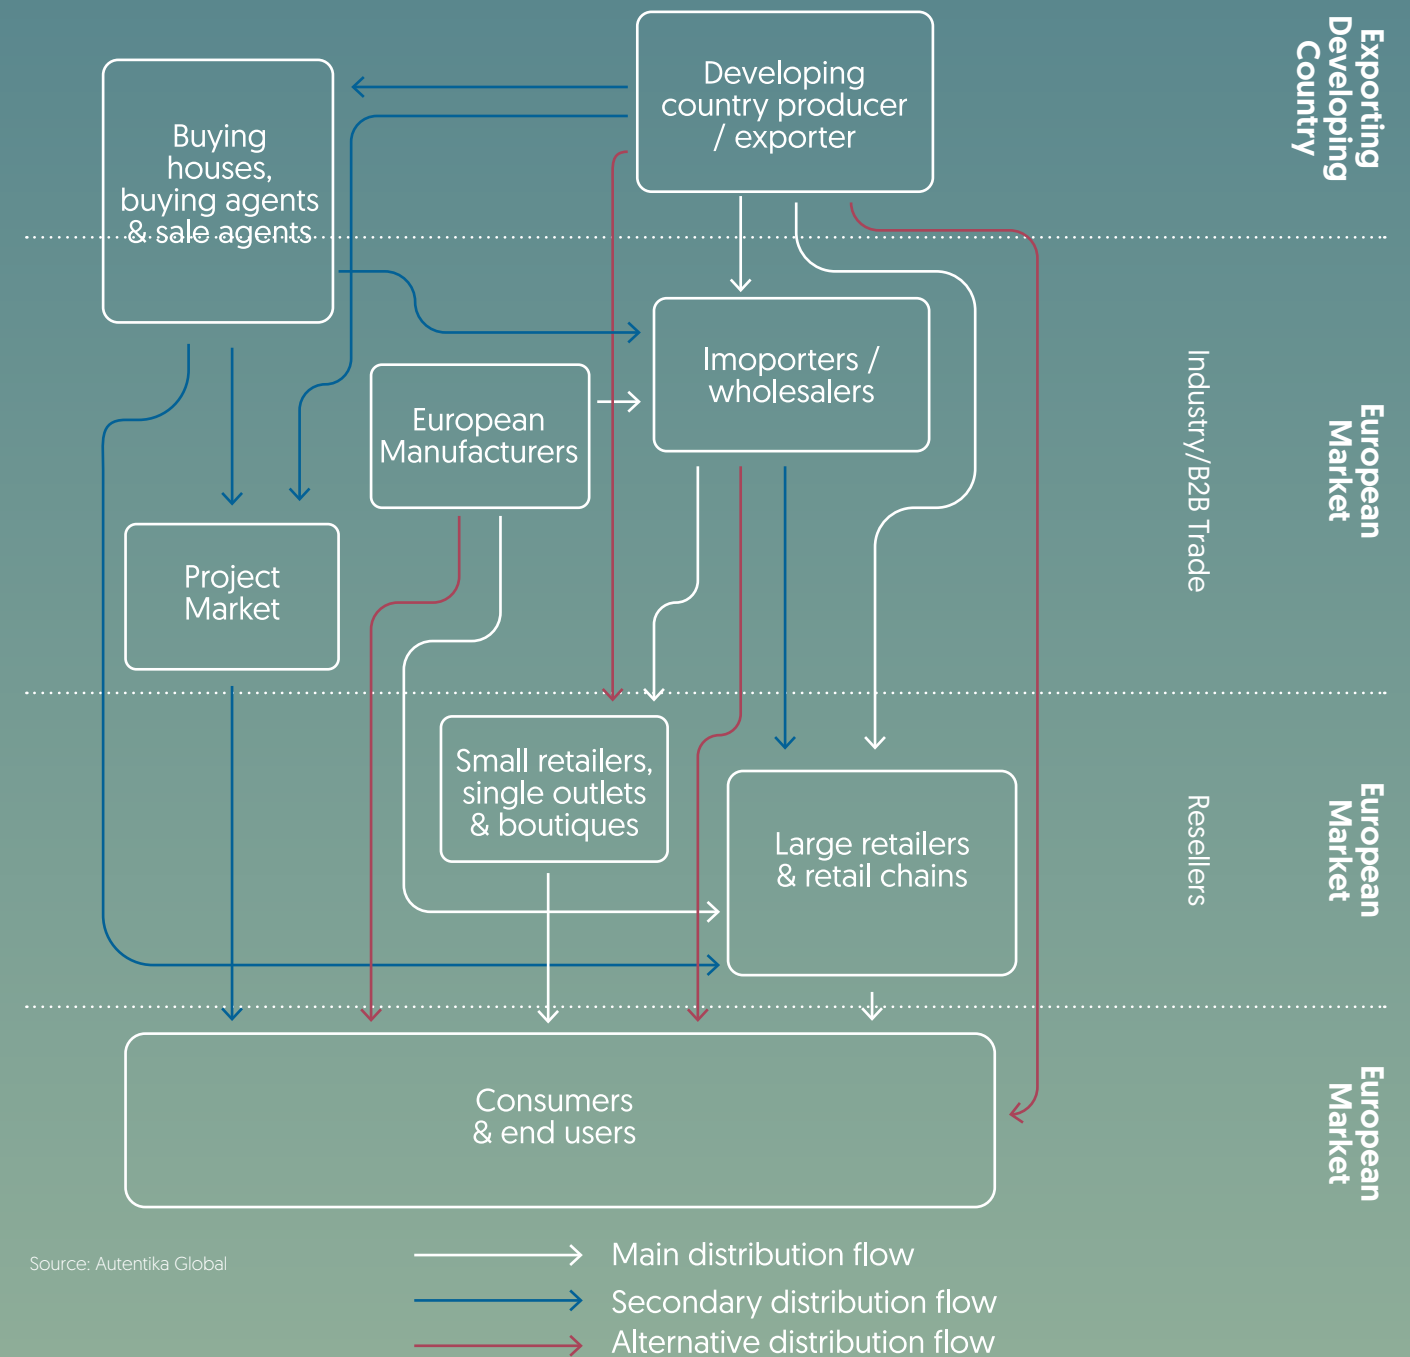 Developing
country producer
/ exporter
Exporting
Developing
Country
Buying
houses,
buying agents
& sale agents
Imoporters /
wholesalers
European
Manufacturers
Industry/B2B Trade
European
Market
Project
Market
Small retailers,
single outlets
& boutiques
Large retailers
& retail chains
Resellers
European
Market
Consumers
& end users
European
Market
Source: Autentika Global
Main distribution flow
Secondary distribution flow
Alternative distribution flow